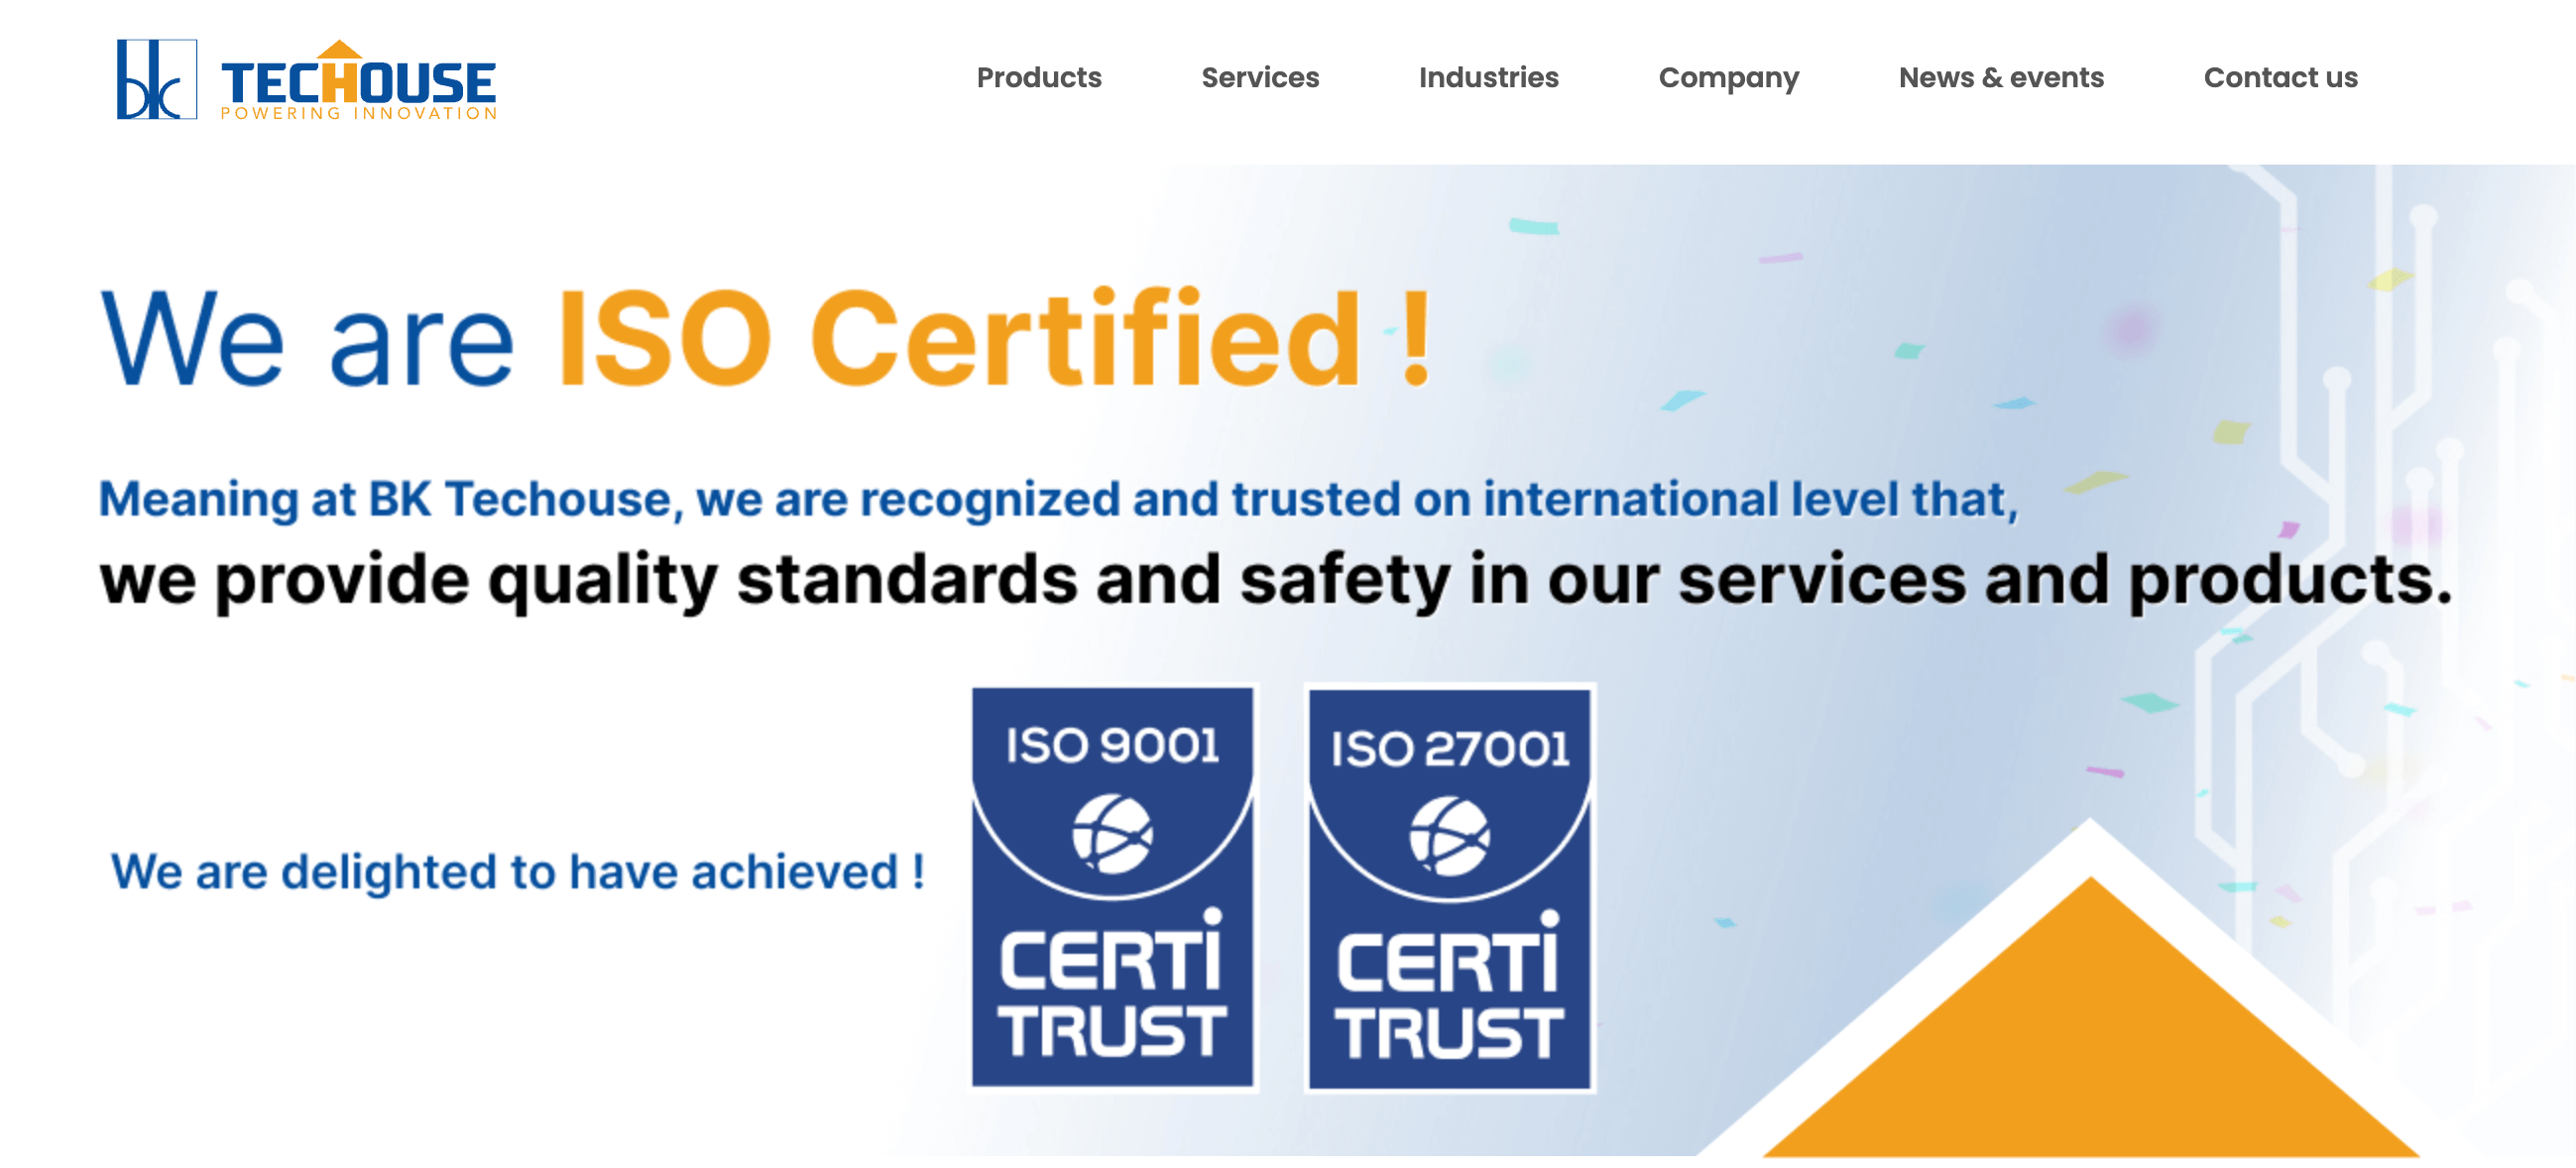 bk TECHOUSE
POWERING INNOVATION
Products Services Industries Company News & events Contact us
We are ISO Certified !
Meaning at BK Techouse, we are recognized and trusted on international level that,
we provide quality standards and safety in our services and products.
We are delighted to have achieved !
ISO 9001
CERTI
TRUST
ISO 27001
CERTI
TRUST